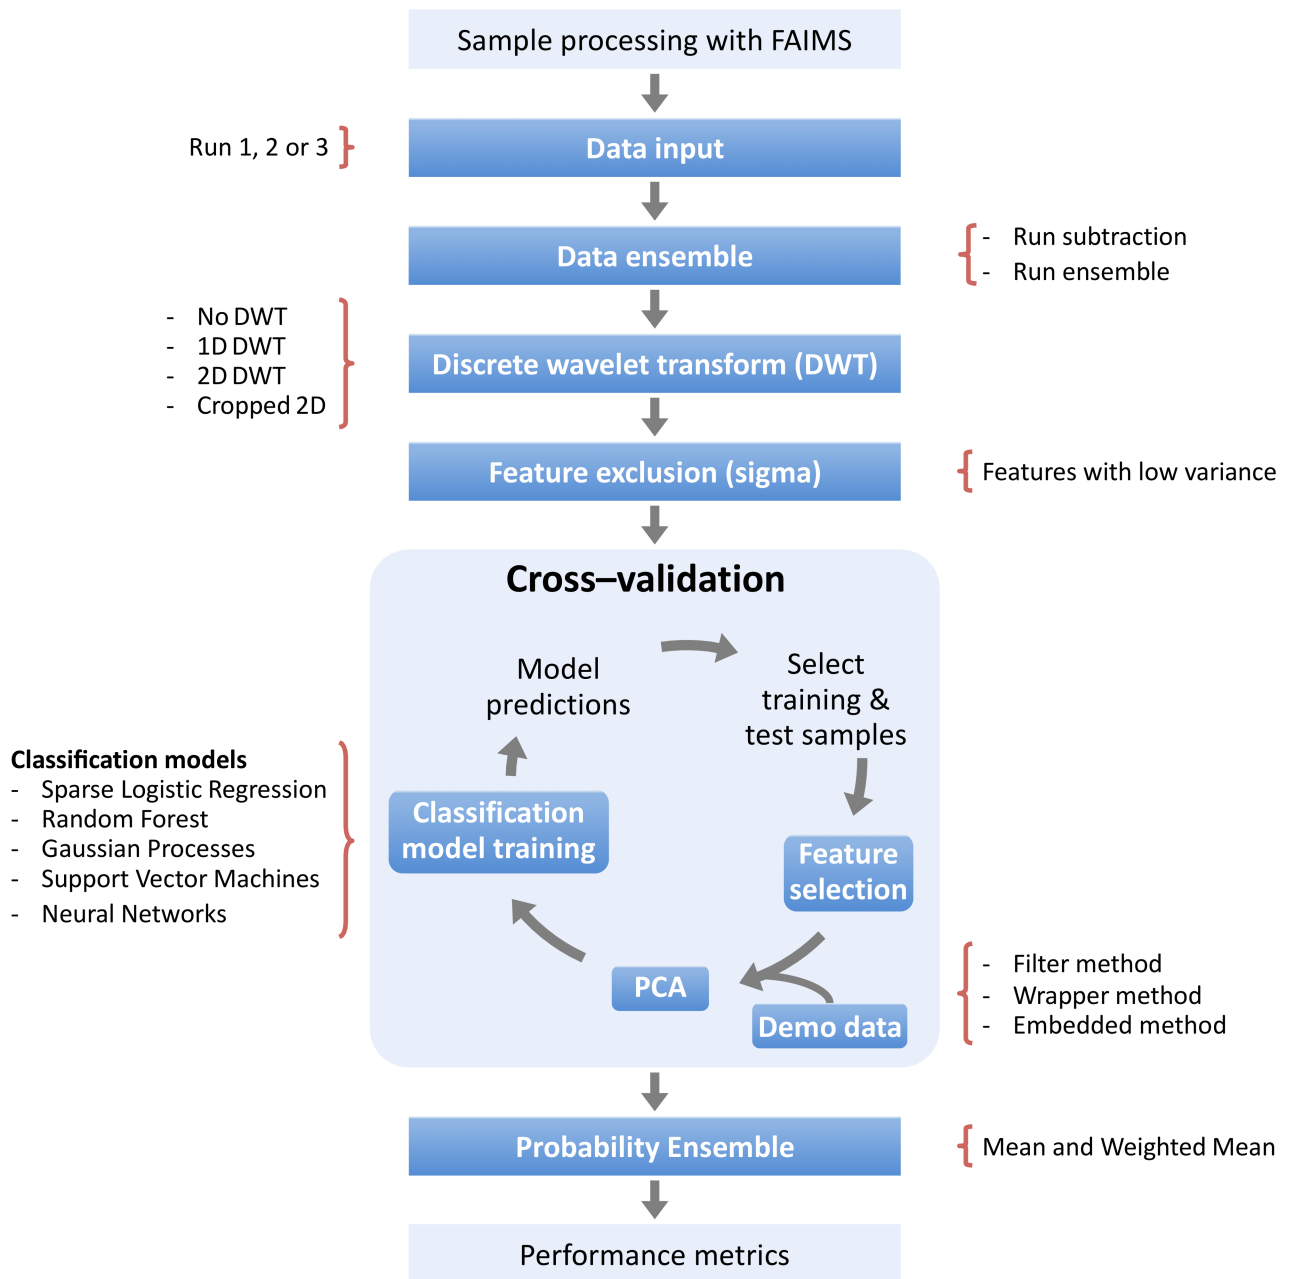 Sample processing with FAIMS
Run 1, 2 or 3
Data input
Data ensemble
- Run subtraction
- Run ensemble
- No DWT
- 1D DWT
- 2D DWT
- Cropped 2D
Discrete wavelet transform (DWT)
Feature exclusion (sigma)
Features with low variance
Cross–validation
Model
predictions
Select
training &
test samples
Classification models
- Sparse Logistic Regression
- Random Forest
- Gaussian Processes
- Support Vector Machines
- Neural Networks
Classification
model training
Feature
selection
PCA
Demo data
- Filter method
- Wrapper method
- Embedded method
Probability Ensemble
Mean and Weighted Mean
Performance metrics